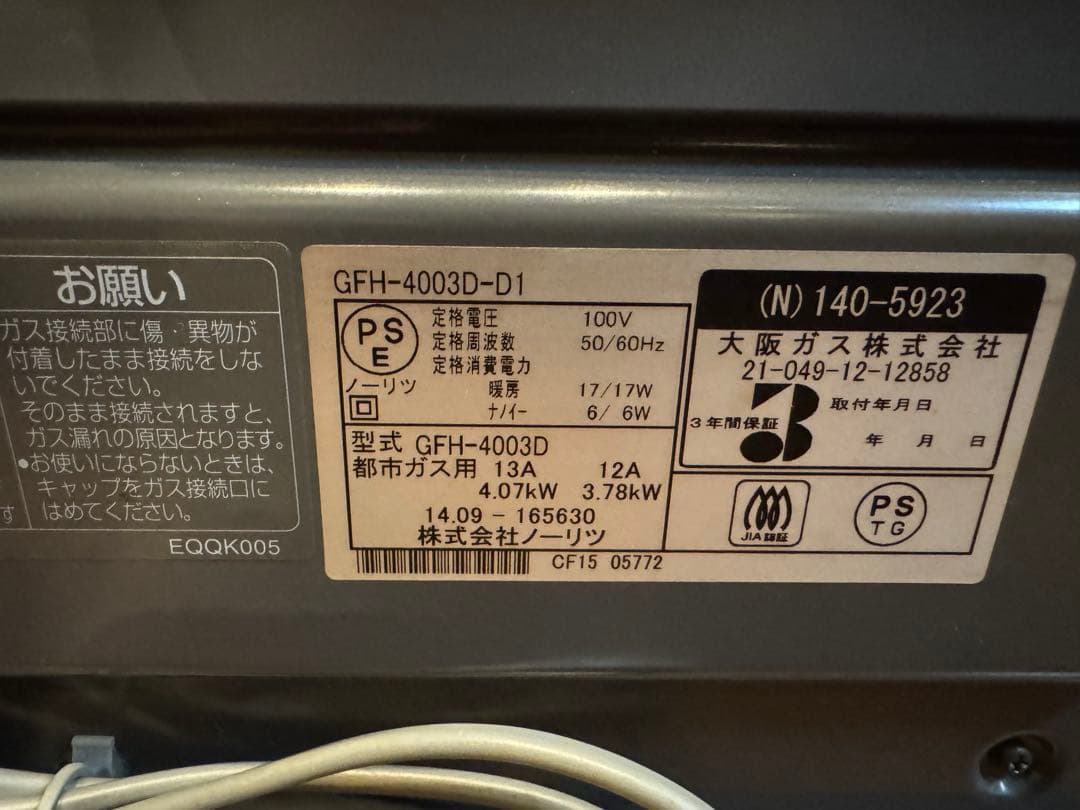 お願い
ガス接続部に傷・異物が
付着したまま接続をしな
いでください。
そのまま接続されますと、
ガス漏れの原因となります。
●お使いにならないときは、
キャップをガス接続口に
はめてください。
す
EQQK005
GFH-4003D-D1
PS
E
ノーリツ
定格電圧 100V
定格周波数 50/60Hz
定格消費電力
暖房 17/17W
ナノイー 6/ 6W
型式 GFH-4003D
都市ガス用 13A 12A
4.07kW 3.78kW
14.09-165630
株式会社ノーリツ
CF15 05772
(N)140-5923
大阪ガス株式会社
21-049-12-12858
3年間保証
3
取付年月日
年 月 日
JIA認証
PS
TG